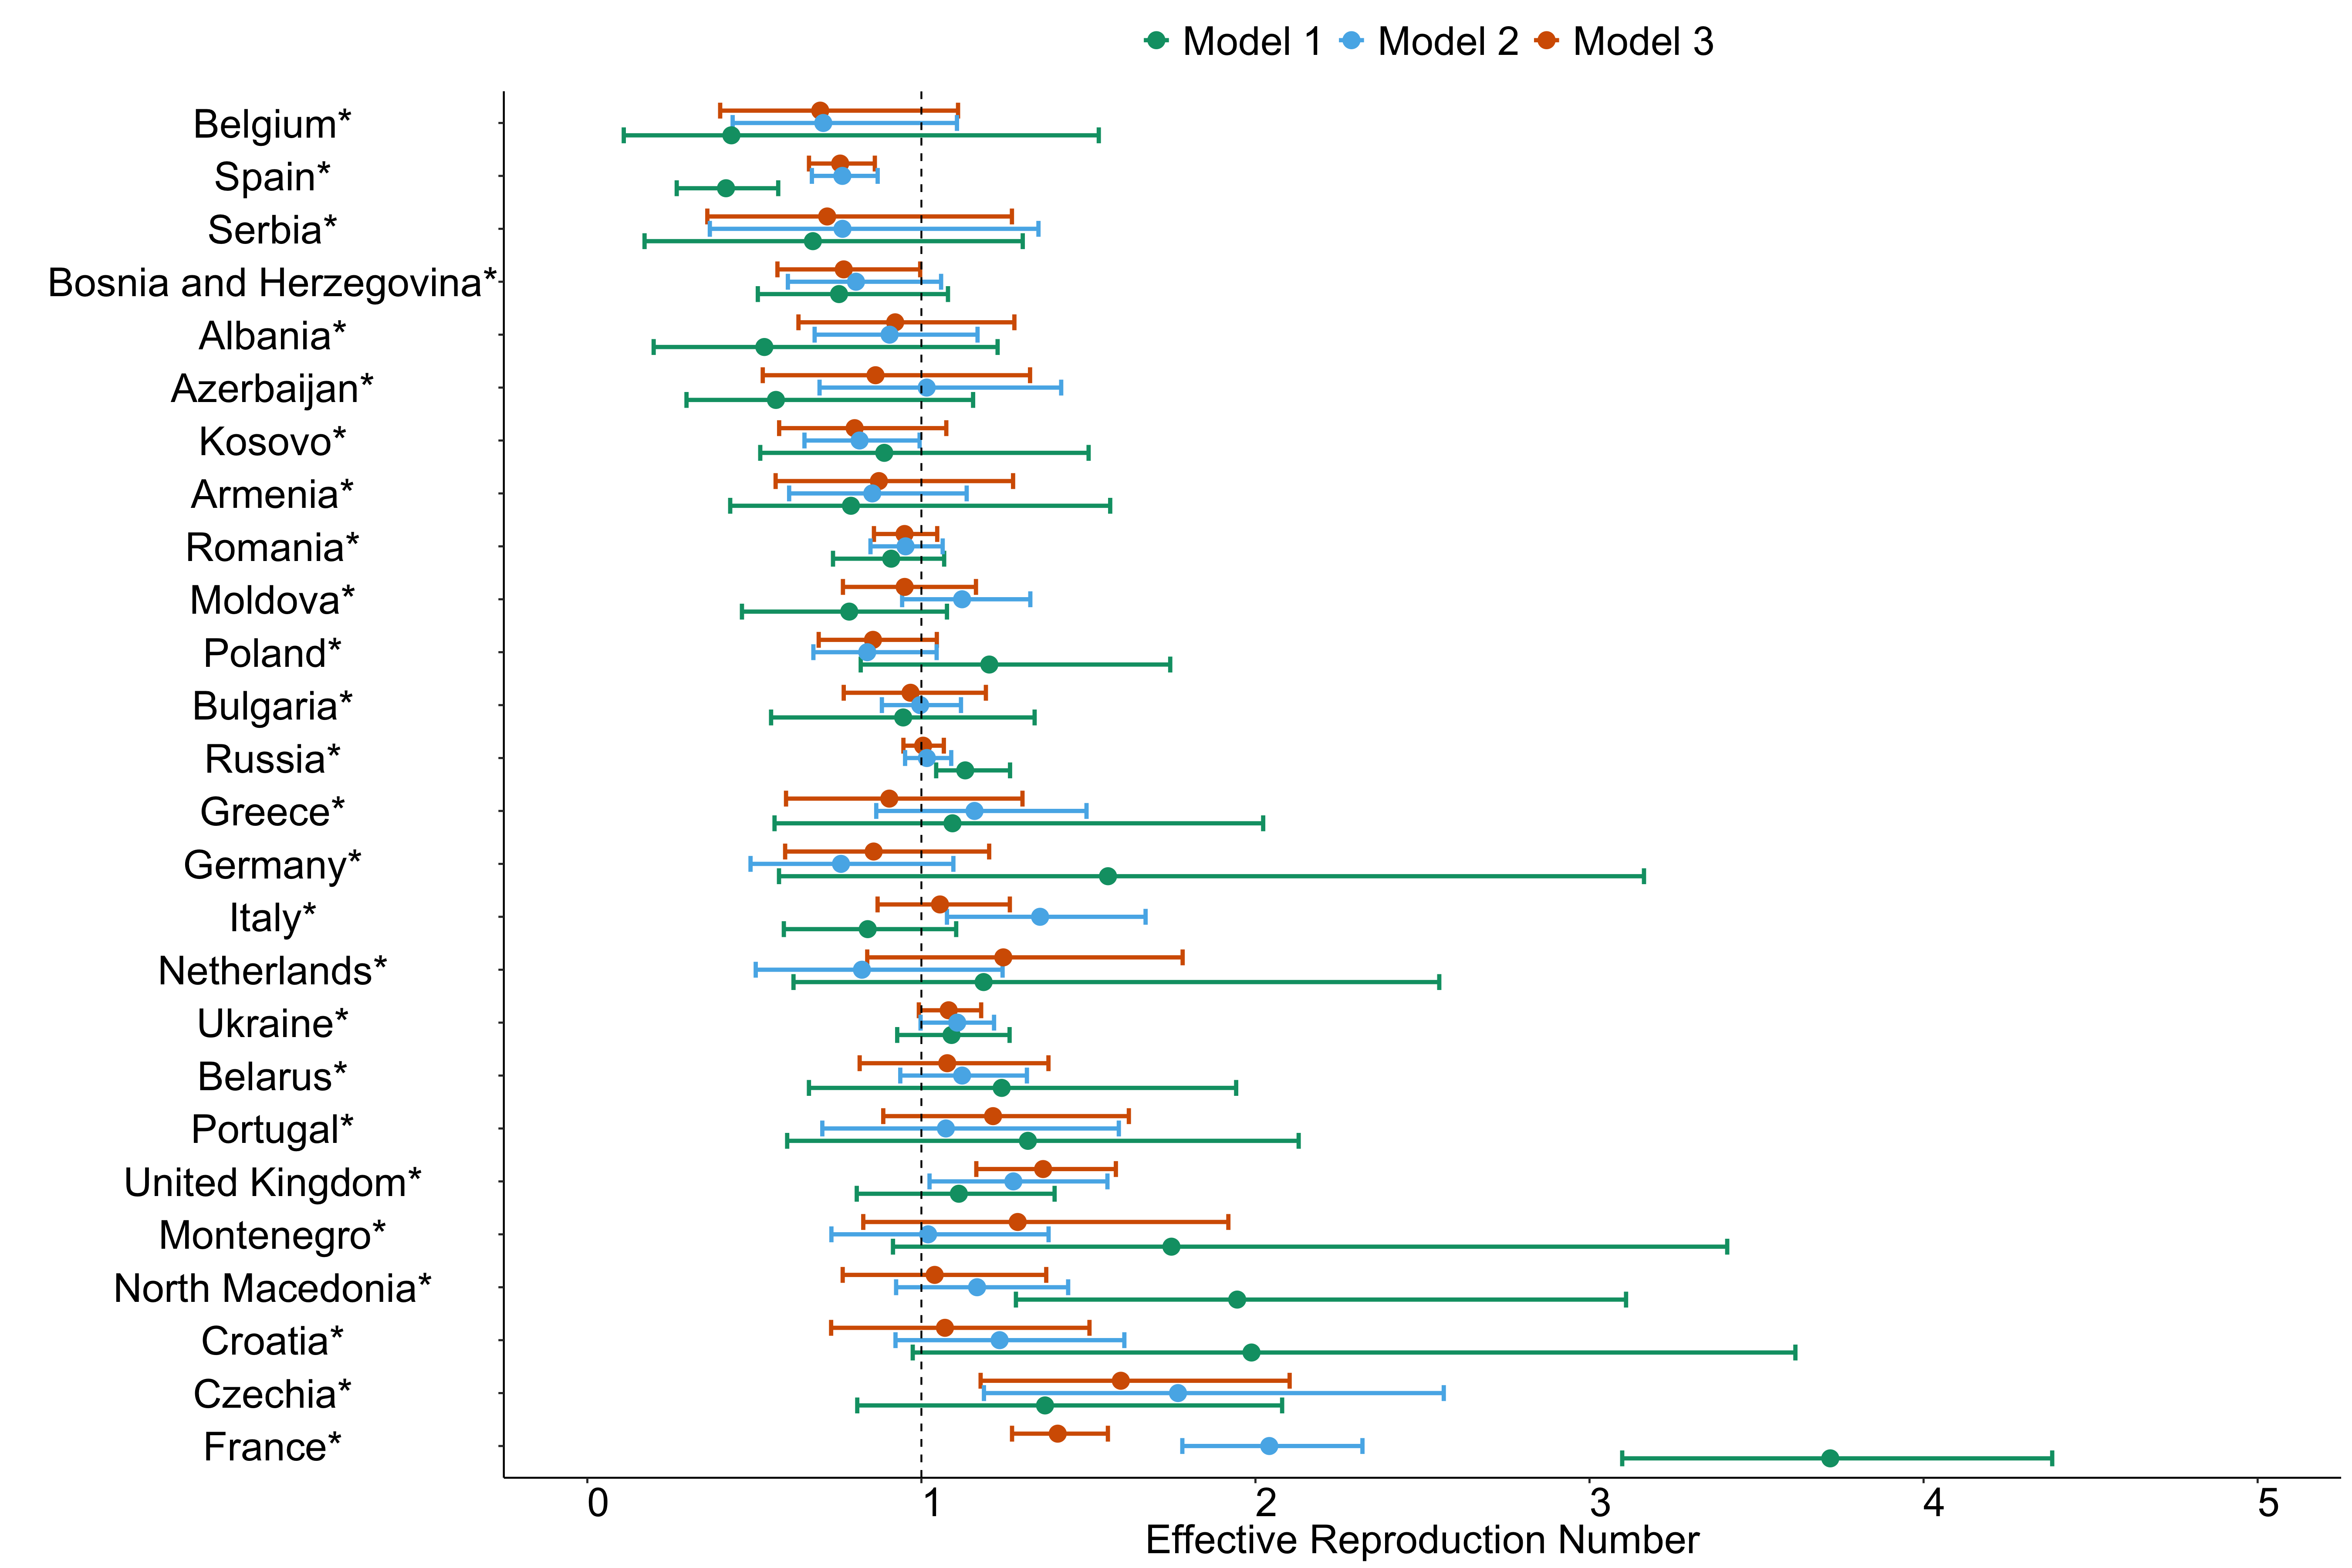 Model 1 Model 2 Model 3
Belgium*
Spain*
Serbia*
Bosnia and Herzegovina*
Albania*
Azerbaijan*
Kosovo*
Armenia*
Romania*
Moldova*
Poland*
Bulgaria*
Russia*
Greece*
Germany*
Italy*
Netherlands*
Ukraine*
Belarus*
Portugal*
United Kingdom*
Montenegro*
North Macedonia*
Croatia*
Czechia*
France*
0 1 2 3 4 5
Effective Reproduction Number